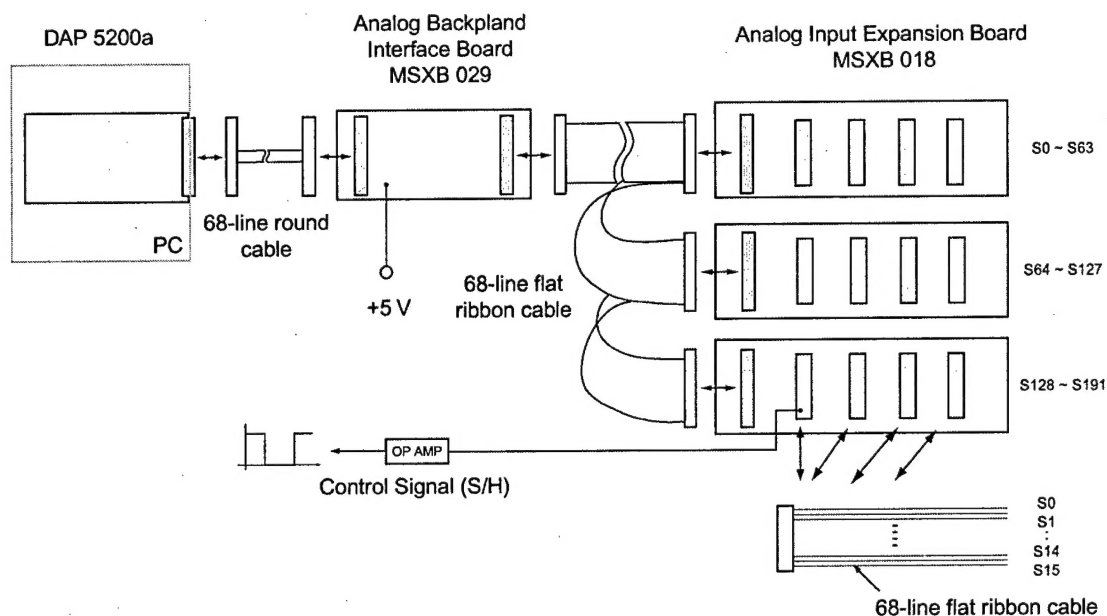 DAP 5200a
Analog Backpland
Interface Board
MSXB 029
Analog Input Expansion Board
MSXB 018
S0 ~ S63
PC
68-line round
cable
+5 V
68-line flat
ribbon cable
S64 ~ S127
S128 ~ S191
OP AMP
Control Signal (S/H)
S0
S1
:
S14
S15
68-line flat ribbon cable